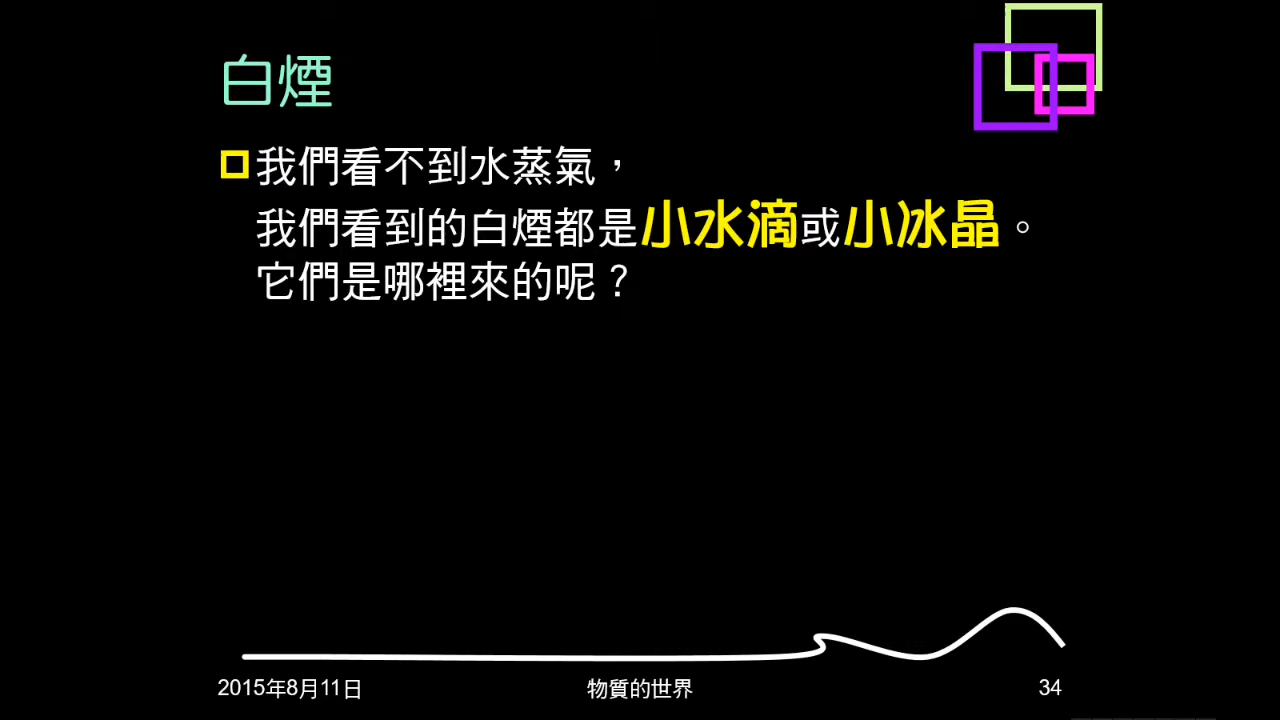 白煙
我們看不到水蒸氣，
我們看到的白煙都是小水滴或小冰晶。
它們是哪裡來的呢？
2015年8月11日
物質的世界
34